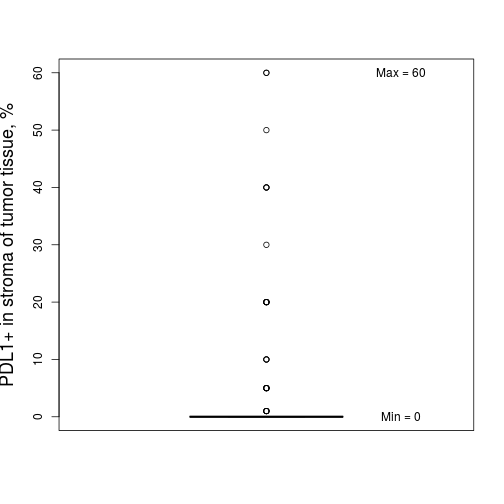 PDL1+ in stroma of tumor tissue, %
60
50
40
30
20
10
0
Max = 60
Min = 0